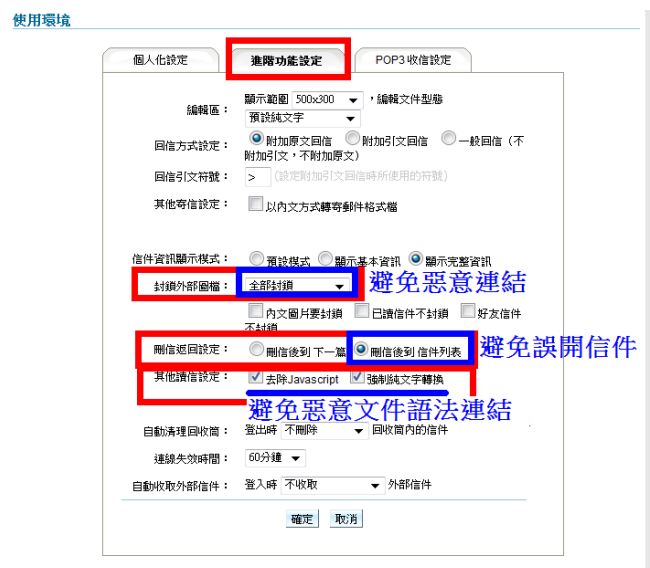 使用環境
個人化設定 進階功能設定 POP3收信設定
編輯區： 顯示範圍 500x300 ，編輯文件型態
預設純文字
回信方式設定： 附加原文回信 附加引文回信 一般回信（不
附加引文，不附加原文）
回信引文符號： > (設定附加引文回信時所使用的符號)
其他寄信設定： 以內文方式轉寄郵件格式檔
信件資訊顯示模式： 預設模式 顯示基本資訊 顯示完整資訊
封鎖外部圖檔： 全部封鎖 避免惡意連結
內文圖片要封鎖 已讀信件不封鎖 好友信件
不封鎖
刪信返回設定： 刪信後到 下一篇 刪信後到 信件列表 避免誤開信件
其他讀信設定： 去除Javascript 強制純文字轉換
避免惡意文件語法連結
自動清理回收筒： 登出時 不刪除 回收筒內的信件
連線失效時間： 60分鐘
自動收取外部信件： 登入時 不收取 外部信件
確定 取消